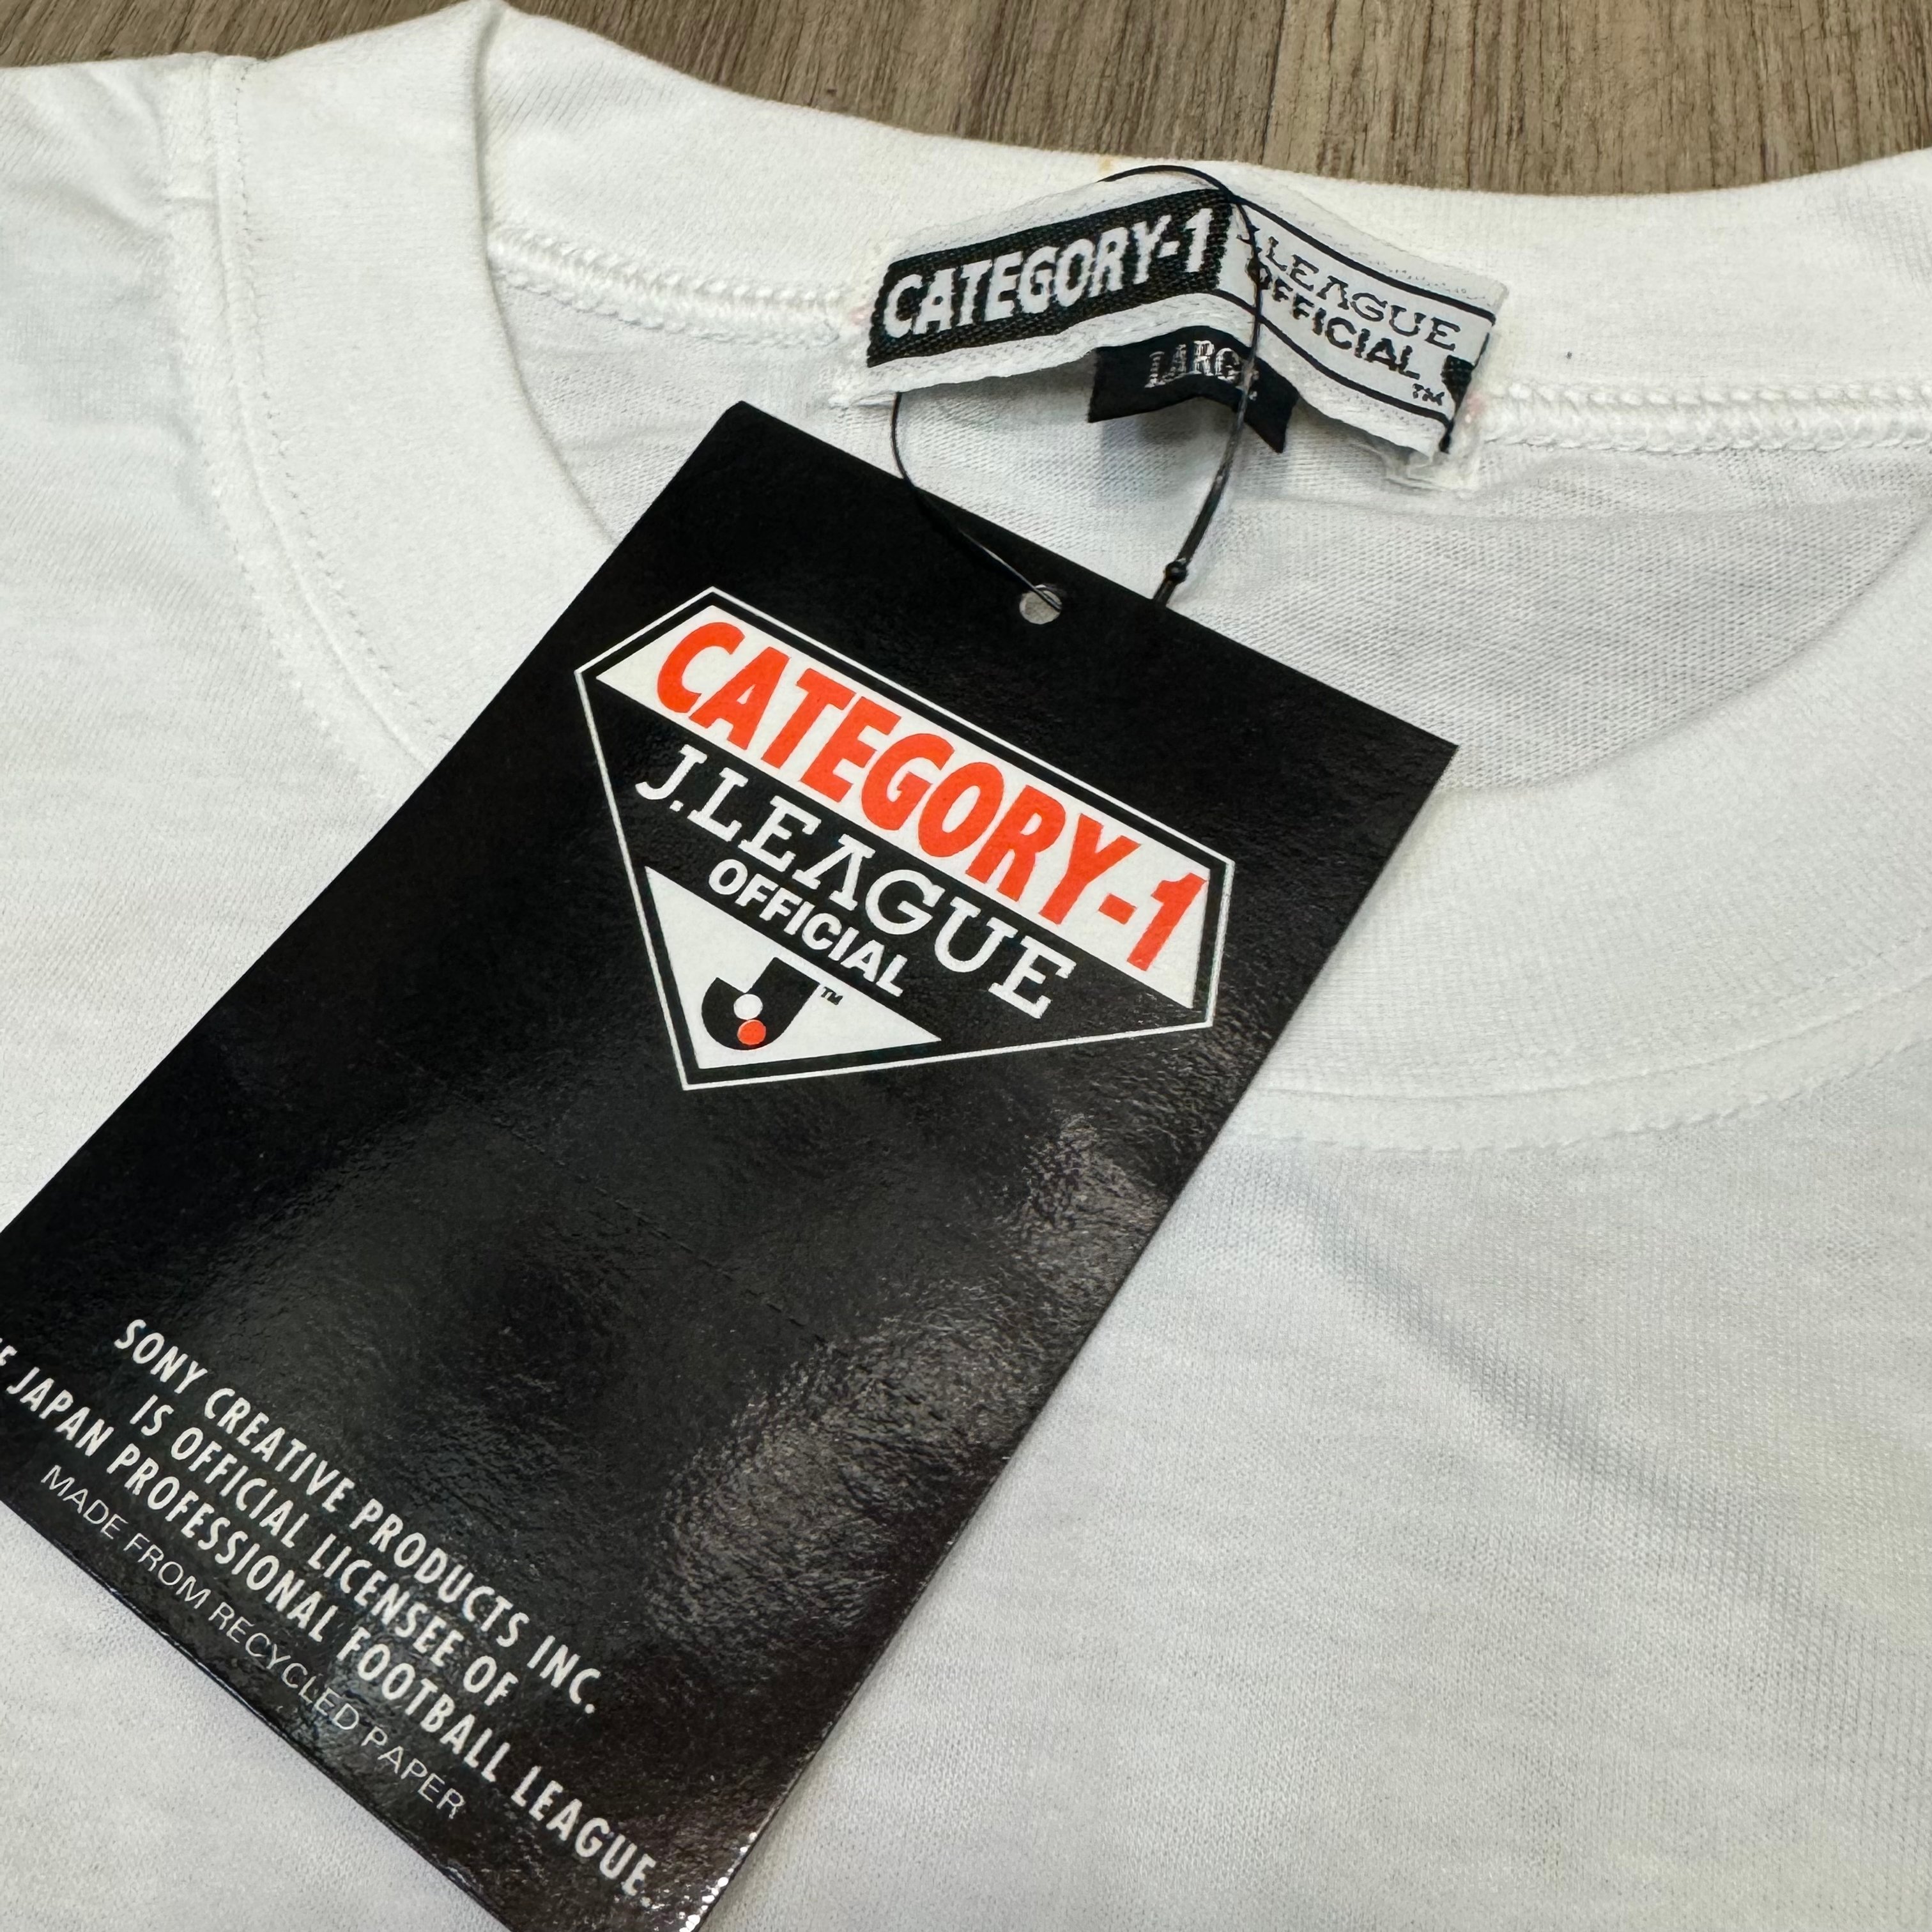 CATEGORY-1
J.LEAGUE
OFFICIAL
TM
CATEGORY-1
J.LEAGUE
OFFICIAL
J TM
SONY CREATIVE PRODUCTS INC.
IS OFFICIAL LICENSEE OF
JAPAN PROFESSIONAL FOOTBALL LEAGUE.
MADE FROM RECYCLED PAPER